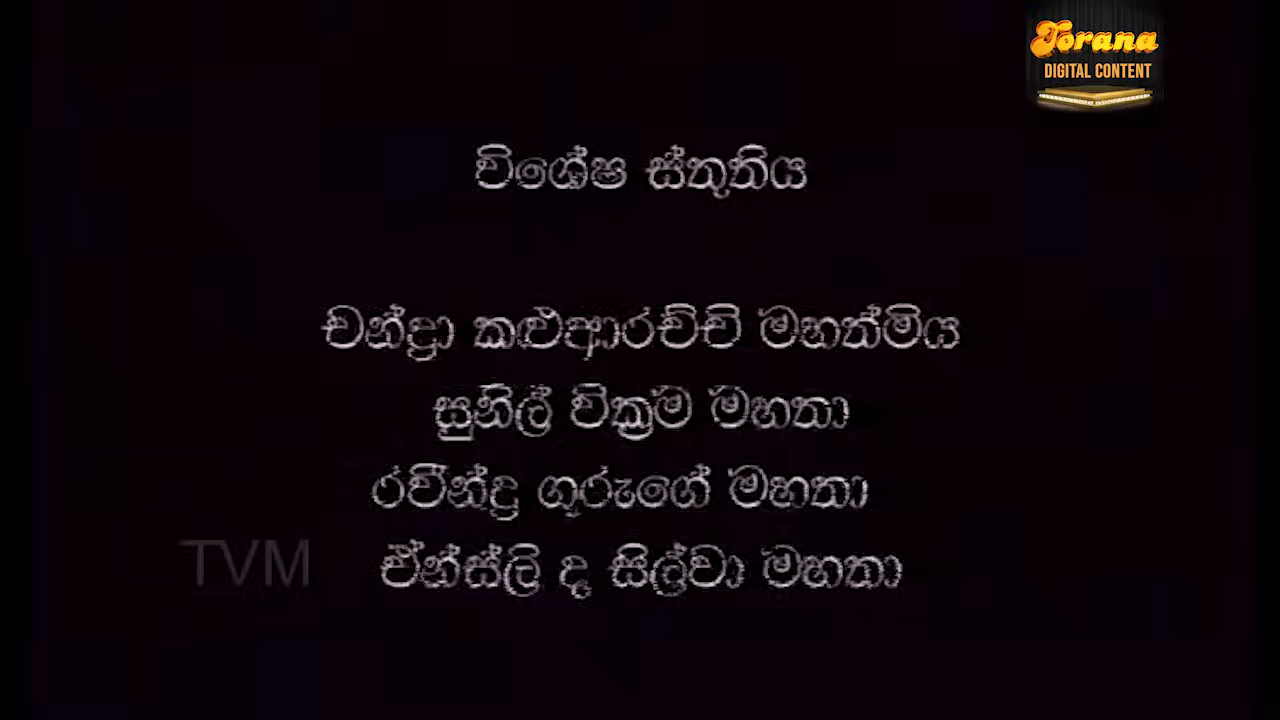 Torana
DIGITAL CONTENT
විශේෂ ස්තූතිය
චන්ද්‍රා කළුආරච්චි මහත්මිය
සුනිල් වික්‍රම මහතා
රවීන්ද්‍ර ගුරුගේ මහතා
ඒන්ස්ලි ද සිල්වා මහතා
TVM